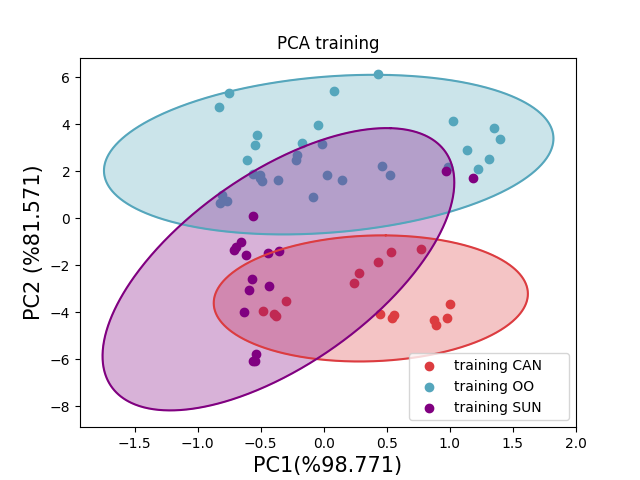 PCA training
PC2 (%81.571)
6
4
2
0
−2
−4
−6
−8
training CAN
training OO
training SUN
−1.5
−1.0
−0.5
0.0
0.5
1.0
1.5
2.0
PC1(%98.771)